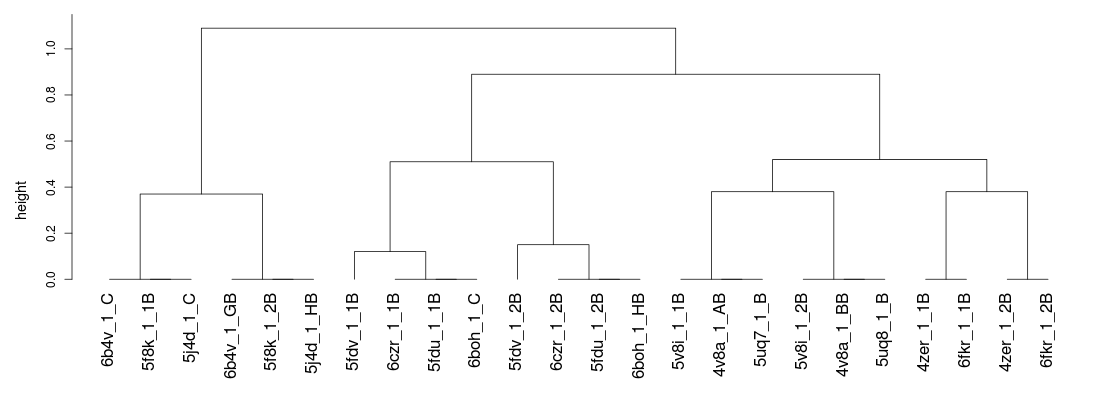 height
1.0
0.8
0.6
0.4
0.2
0.0
6b4v_1_C
5f8k_1_1B
5j4d_1_C
6b4v_1_GB
5f8k_1_2B
5j4d_1_HB
5fdv_1_1B
6czr_1_1B
5fdu_1_1B
6boh_1_C
5fdv_1_2B
6czr_1_2B
5fdu_1_2B
6boh_1_HB
5v8i_1_1B
4v8a_1_AB
5uq7_1_B
5v8i_1_2B
4v8a_1_BB
5uq8_1_B
4zer_1_1B
6fkr_1_1B
4zer_1_2B
6fkr_1_2B